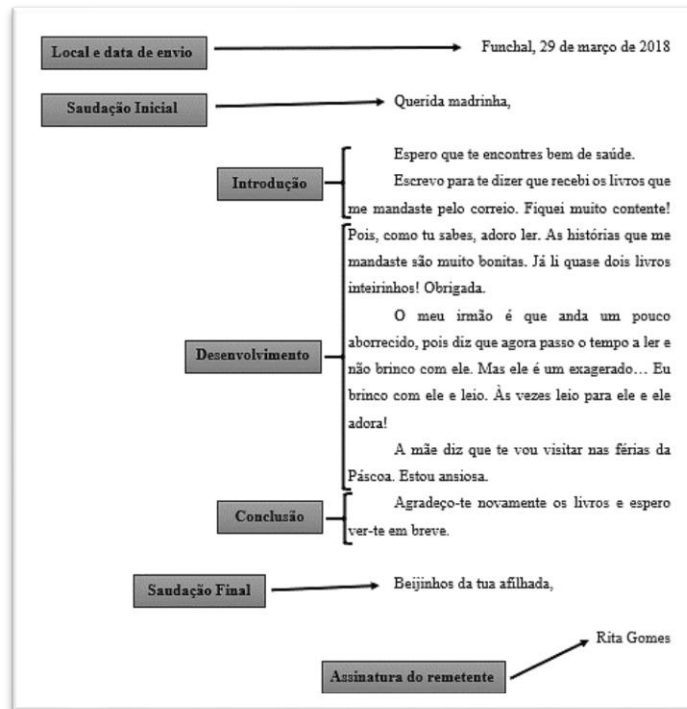 Local e data de envio
Funchal, 29 de março de 2018
Saudação Inicial
Querida madrinha,
Introdução
Espero que te encontres bem de saúde.
Escrevo para te dizer que recebi os livros que
me mandaste pelo correio. Fiquei muito contente!
Desenvolvimento
Pois, como tu sabes, adoro ler. As histórias que me
mandaste são muito bonitas. Já li quase dois livros
inteirinhos! Obrigada.
O meu irmão é que anda um pouco
aborrecido, pois diz que agora passo o tempo a ler e
não brinco com ele. Mas ele é um exagerado… Eu
brinco com ele e leio. Às vezes leio para ele e ele
adora!
A mãe diz que te vou visitar nas férias da
Páscoa. Estou ansiosa.
Conclusão
Agradeço-te novamente os livros e espero
ver-te em breve.
Saudação Final
Beijinhos da tua afilhada,
Rita Gomes
Assinatura do remetente